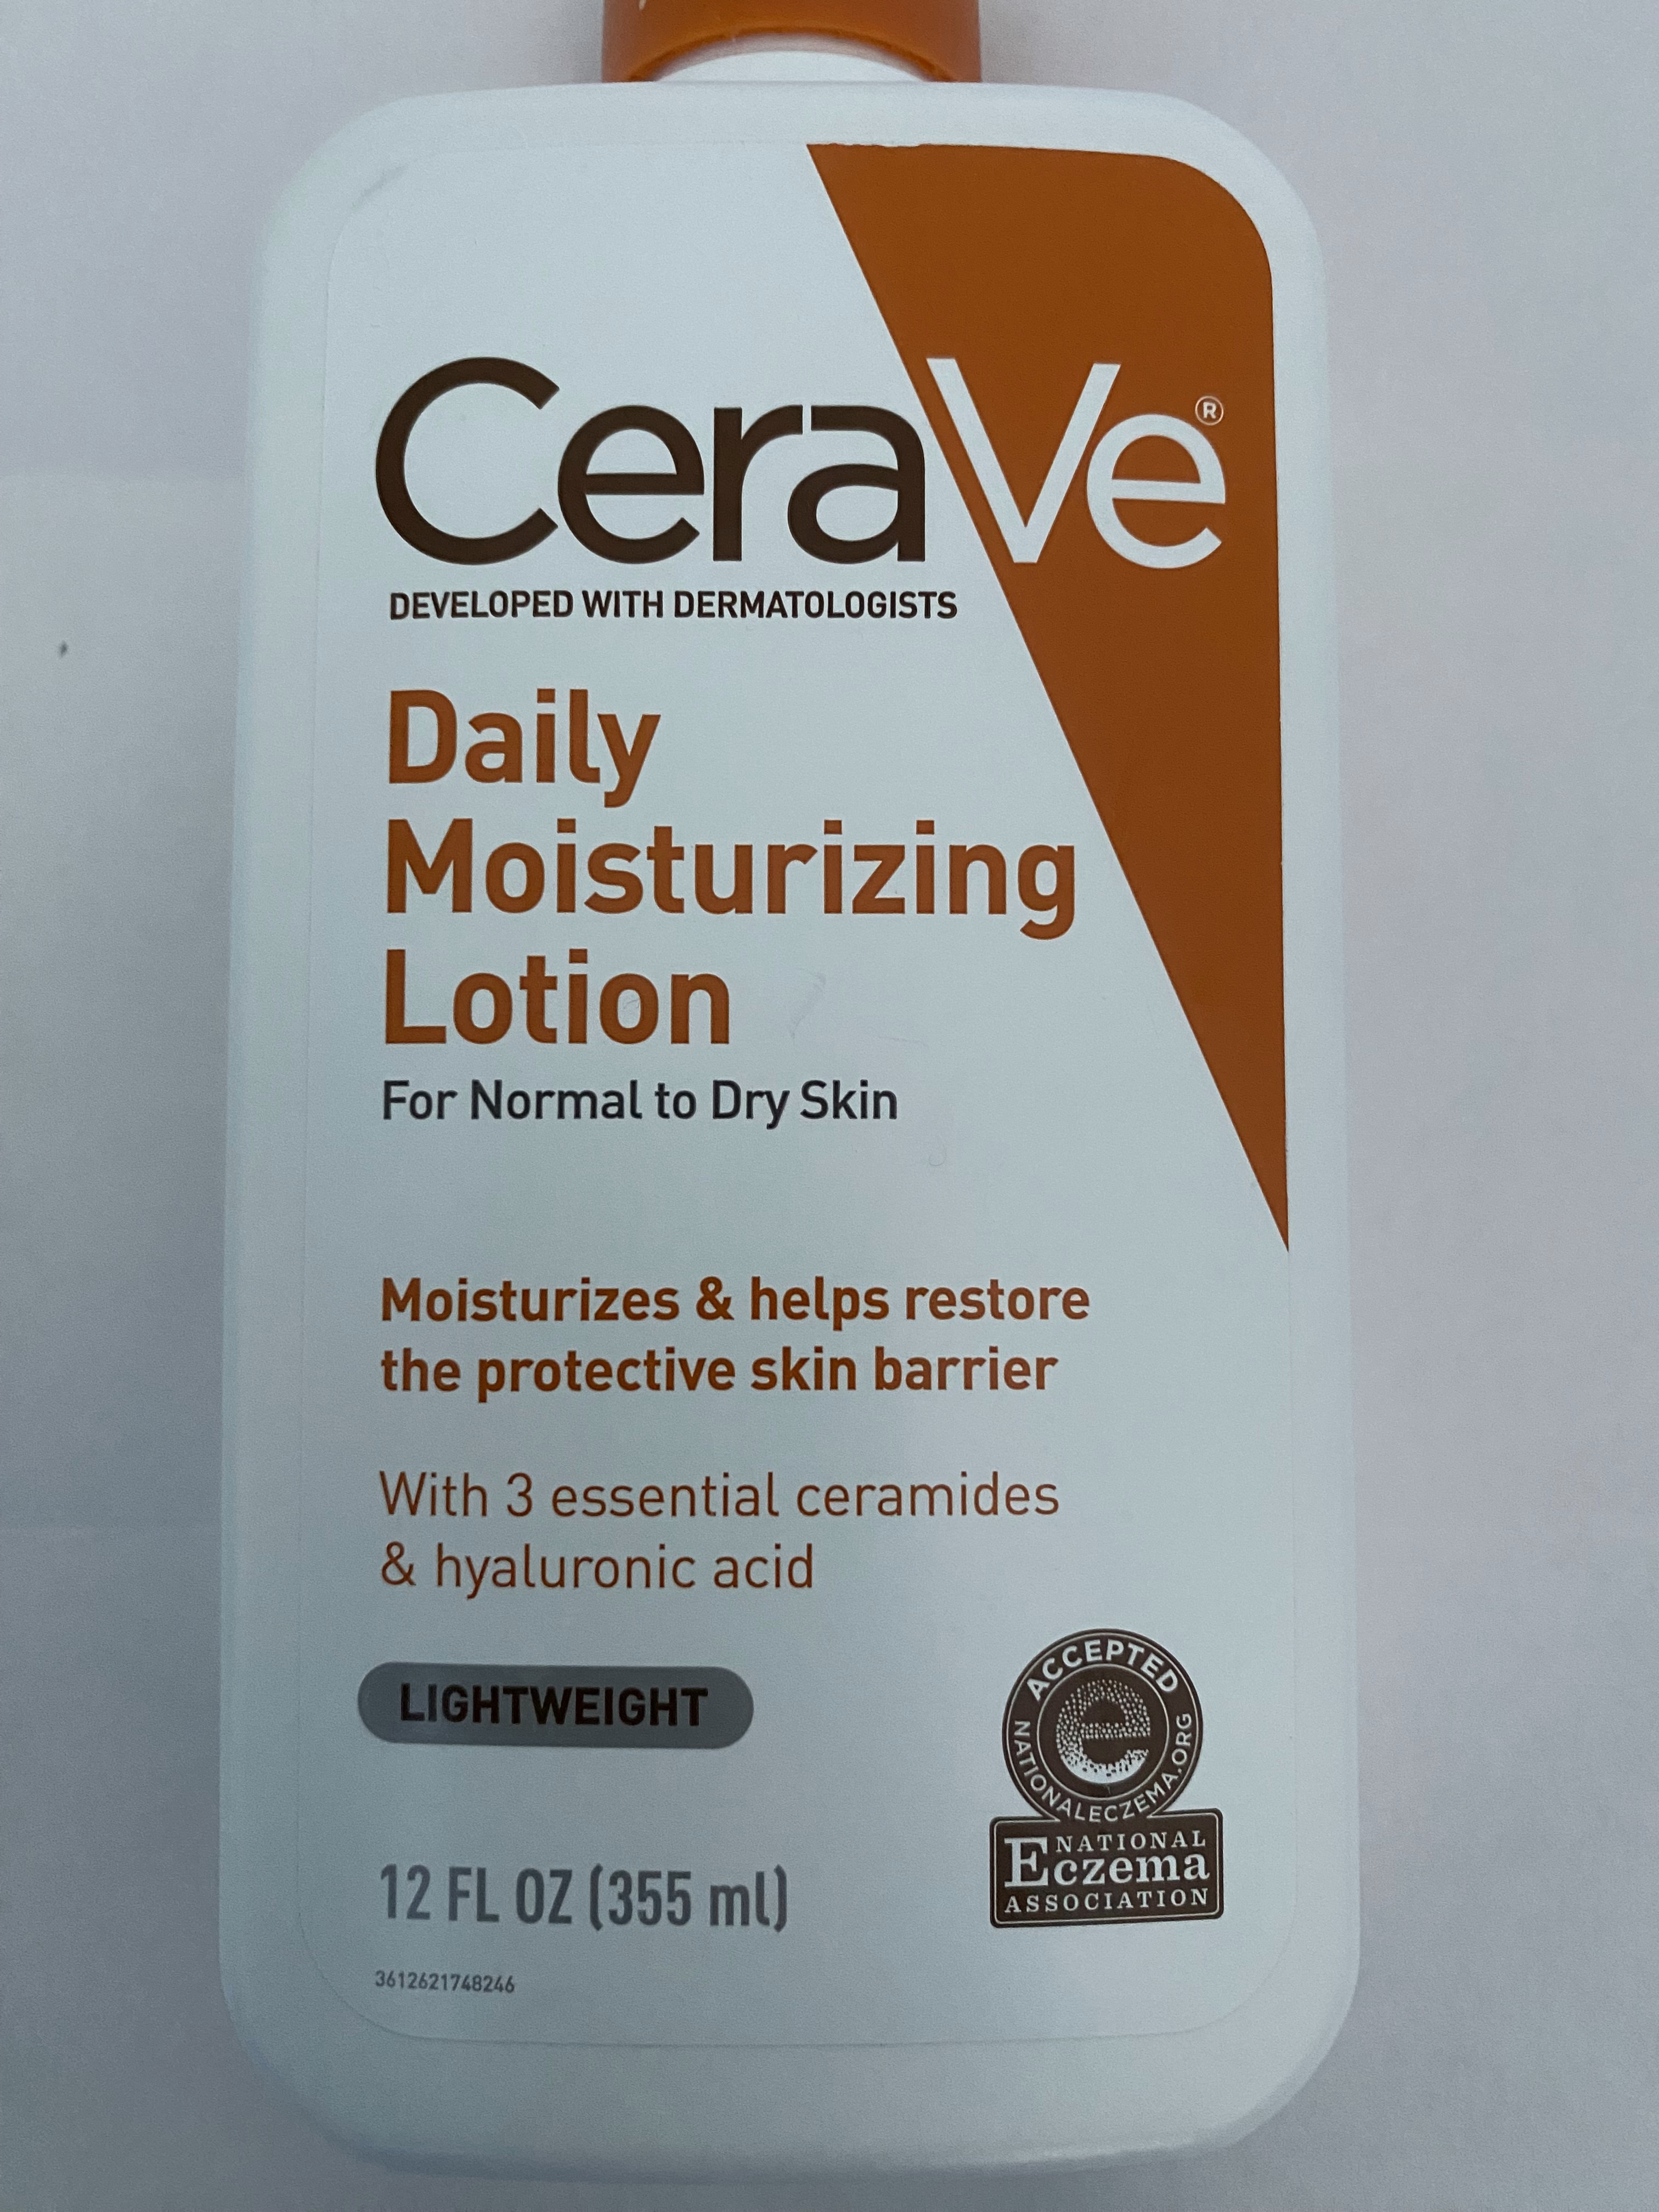 CeraVe®
DEVELOPED WITH DERMATOLOGISTS
Daily
Moisturizing
Lotion
For Normal to Dry Skin
Moisturizes & helps restore
the protective skin barrier
With 3 essential ceramides
& hyaluronic acid
LIGHTWEIGHT
ACCEPTED
e
NATIONALECZEMA.ORG
NATIONAL
Eczema
ASSOCIATION
12 FL OZ (355 ml)
3612621748246